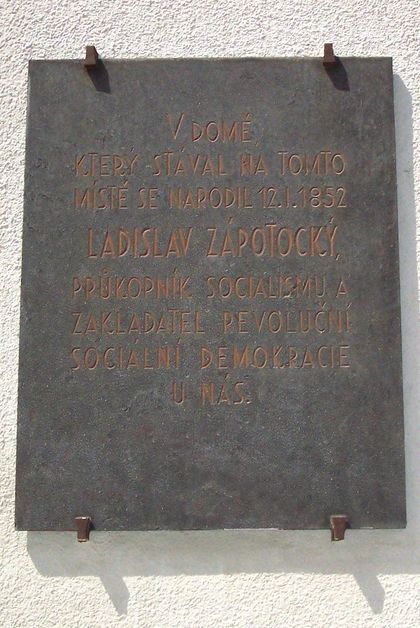 V DOMĚ,
KTERÝ STÁVAL NA TOMTO
MÍSTĚ SE NARODIL 12.1.1852
LADISLAV ZÁPOTOCKÝ,
PRŮKOPNÍK SOCIALISMU A
ZAKLADATEL REVOLUČNÍ
SOCIÁLNÍ DEMOKRACIE
U NÁS.